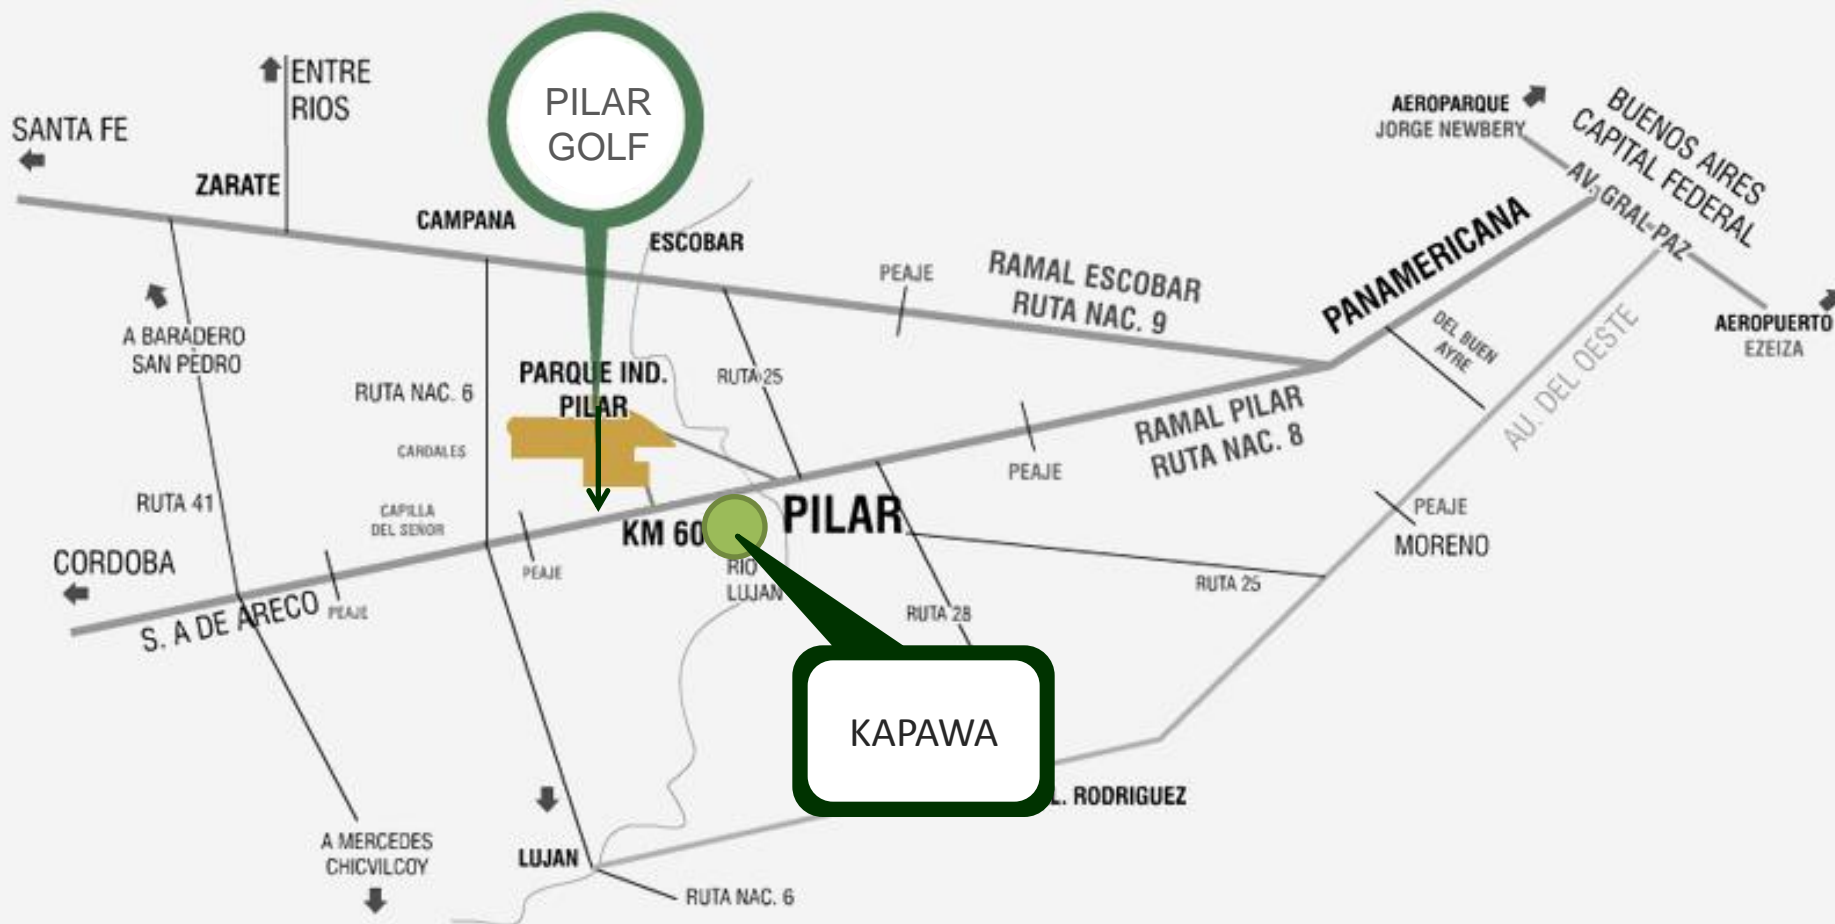 ENTRE
RIOS
SANTA FE
ZARATE
CAMPANA
PILAR
GOLF
ESCOBAR
AEROPARQUE
JORGE NEWBERY
BUENOS AIRES
CAPITAL FEDERAL
AV. GRAL-PAZ
PANAMERICANA
RAMAL ESCOBAR
RUTA NAC. 9
PEAJE
AEROPUERTO
EZEIZA
A BARADERO
SAN PEDRO
DEL BUEN
AYRE
AU. DEL OESTE
RUTA NAC. 6
PARQUE IND.
PILAR
RUTA 25
RAMAL PILAR
RUTA NAC. 8
PEAJE
CARDALES
RUTA 41
CAPILLA
DEL SEÑOR
KM 60
PILAR
PEAJE
MORENO
CORDOBA
PEAJE
RIO
LUJAN
RUTA 25
S. A DE ARECO
PEAJE
RUTA 28
KAPAWA
L. RODRIGUEZ
A MERCEDES
CHICVILCOY
LUJAN
RUTA NAC. 6